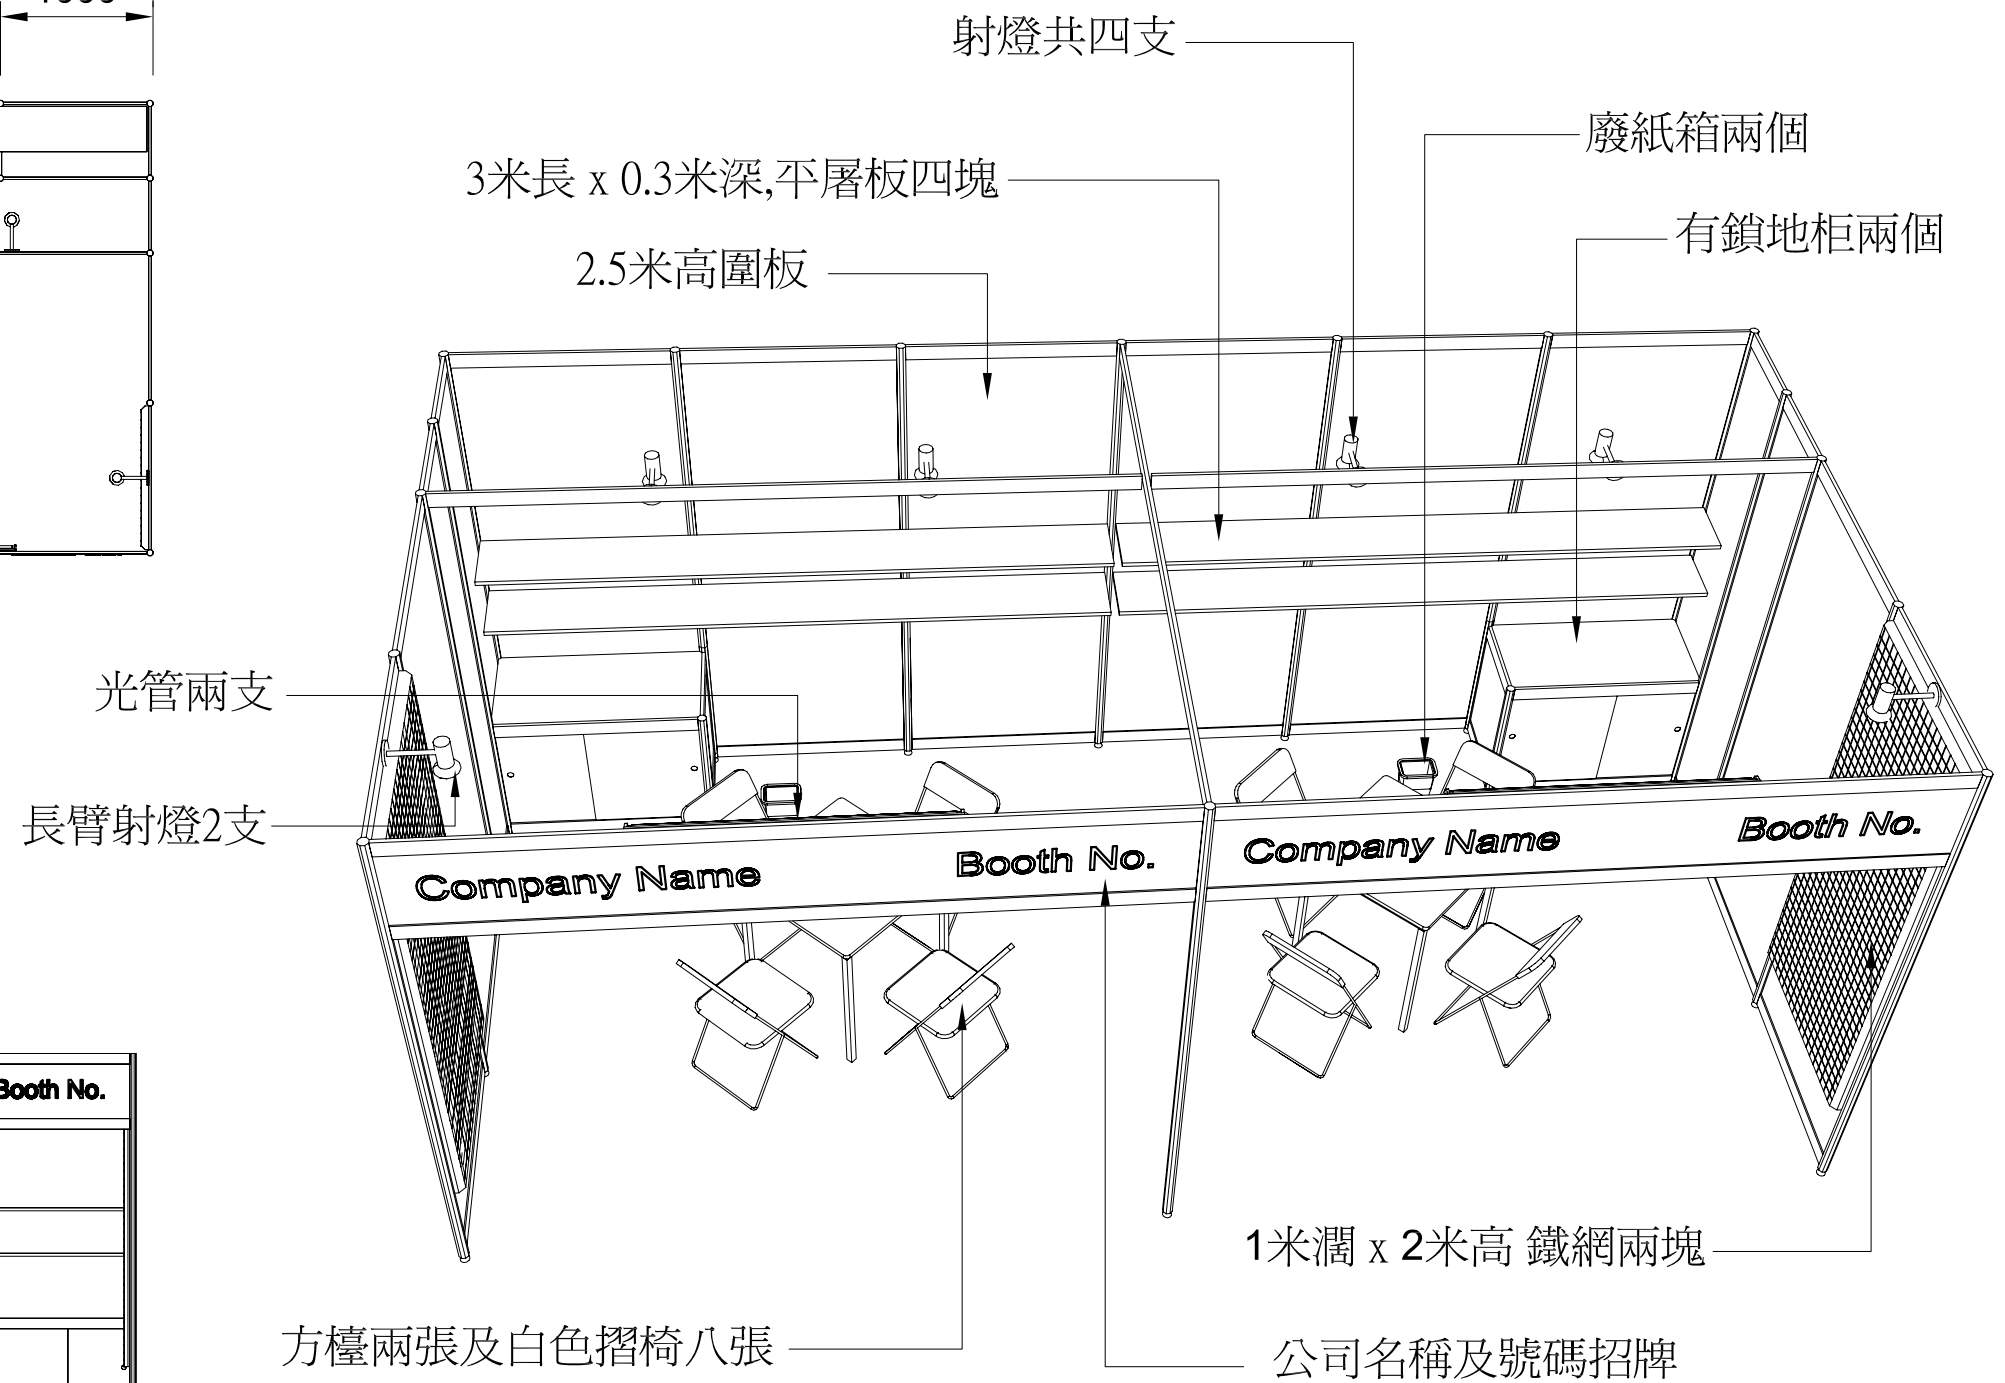 射燈共四支
廢紙箱兩個
3米長 x 0.3米深,平屠板四塊
有鎖地柜兩個
2.5米高圍板
光管兩支
長臂射燈2支
Company Name
Booth No.
Company Name
Booth No.
Booth No.
1米濶 x 2米高 鐵網兩塊
方檯兩張及白色摺椅八張
公司名稱及號碼招牌